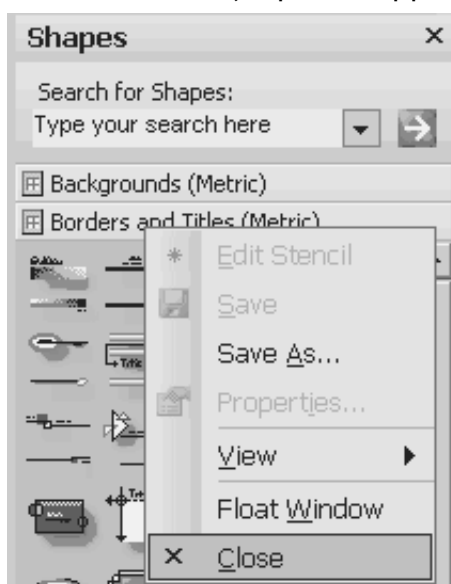 Shapes
Search for Shapes:
Type your search here
Backgrounds (Metric)
Borders and Titles (Metric)
Edit Stencil
Save
Save As...
Properties...
View
Float Window
Close